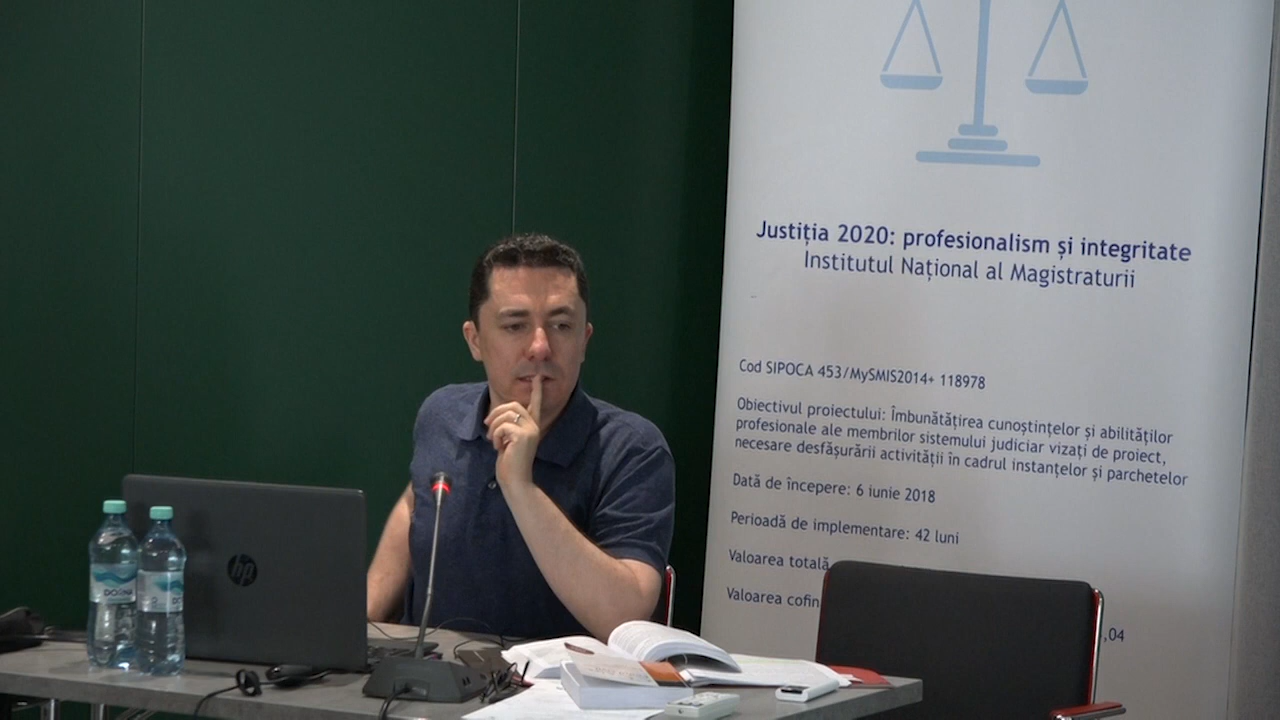 Justiția 2020: profesionalism și integritate
Institutul Național al Magistraturii
Cod SIPOCA 453/MySMIS2014+ 118978
Obiectivul proiectului: Îmbunătățirea cunoștințelor și abilităților
profesionale ale membrilor sistemului judiciar vizați de proiect,
necesare desfășurării activității în cadrul instanțelor și parchetelor
Dată de începere: 6 iunie 2018
Perioadă de implementare: 42 luni
Valoarea totală
Valoarea cofin
,04
hp
DORNA